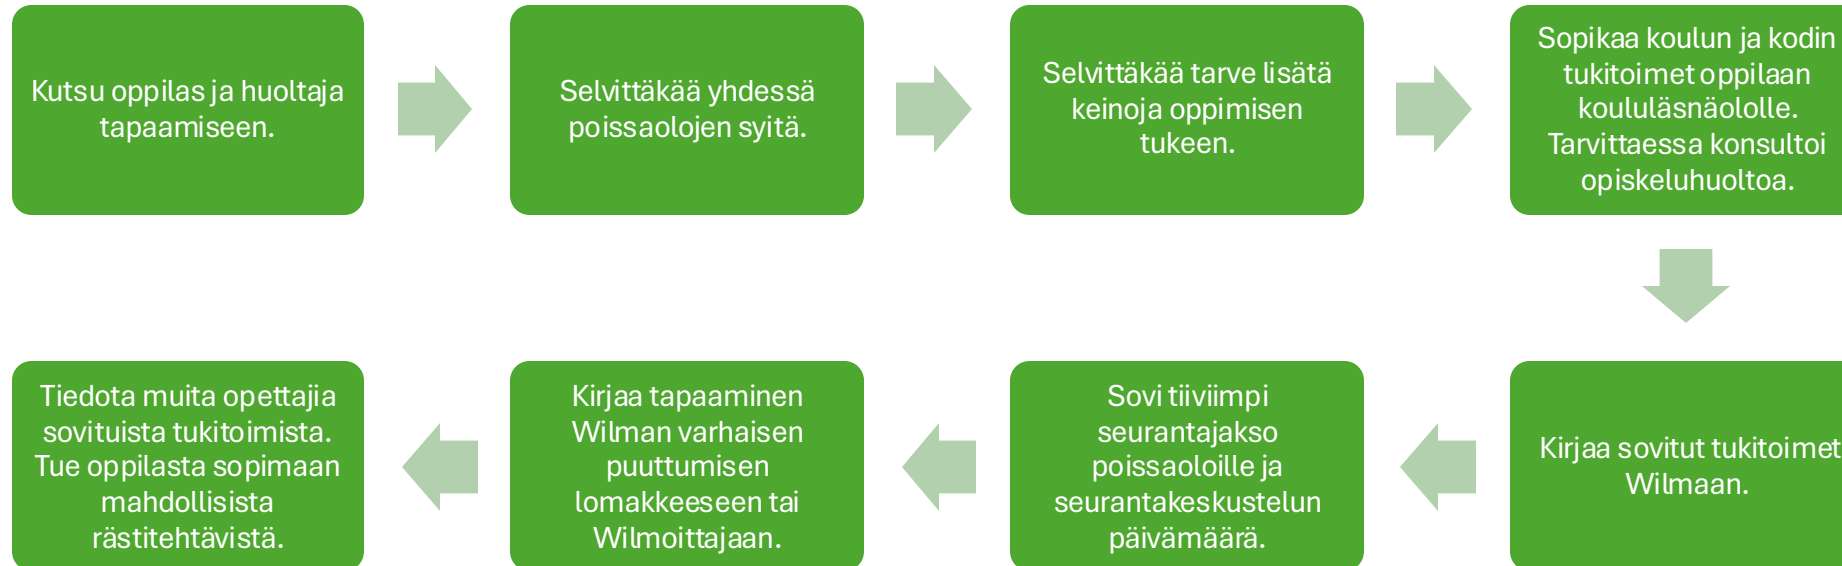 Kutsu oppilas ja huoltaja
tapaamiseen.
Selvittäkää yhdessä
poissaolojen syitä.
Selvittäkää tarve lisätä
keinoja oppimisen
tukeen.
Sopikaa koulun ja kodin
tukitoimet oppilaan
koululäsnäololle.
Tarvittaessa konsultoi
opiskeluhuoltoa.
Kirjaa sovitut tukitoimet
Wilmaan.
Sovi tiiviimpi
seurantajakso
poissaoloille ja
seurantakeskustelun
päivämäärä.
Kirjaa tapaaminen
Wilman varhaisen
puuttumisen
lomakkeeseen tai
Wilmoittajaan.
Tiedota muita opettajia
sovituista tukitoimista.
Tue oppilasta sopimaan
mahdollisista
rästitehtävistä.